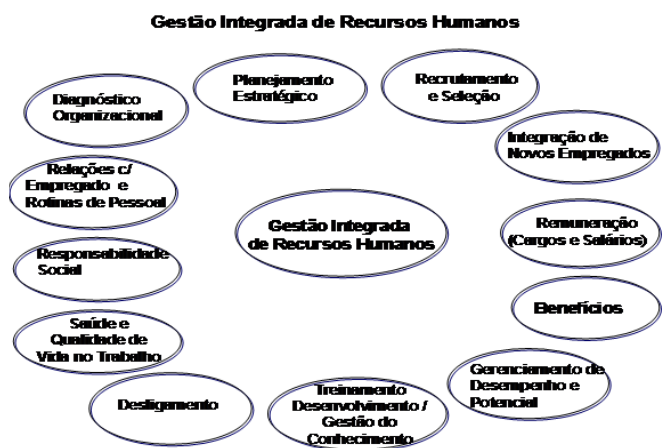 Gestão Integrada de Recursos Humanos
Planejamento
Estratégico
Recrutamento
e Seleção
Diagnóstico
Organizacional
Integração de
Novos Empregados
Relações c/
Empregado e
Rotinas de Pessoal
Gestão Integrada
de Recursos Humanos
Remuneração
(Cargos e Salários)
Responsabilidade
Social
Benefícios
Saúde e
Qualidade de
Vida no Trabalho
Gerenciamento de
Desempenho e
Potencial
Desligamento
Treinamento
Desenvolvimento /
Gestão do
Conhecimento